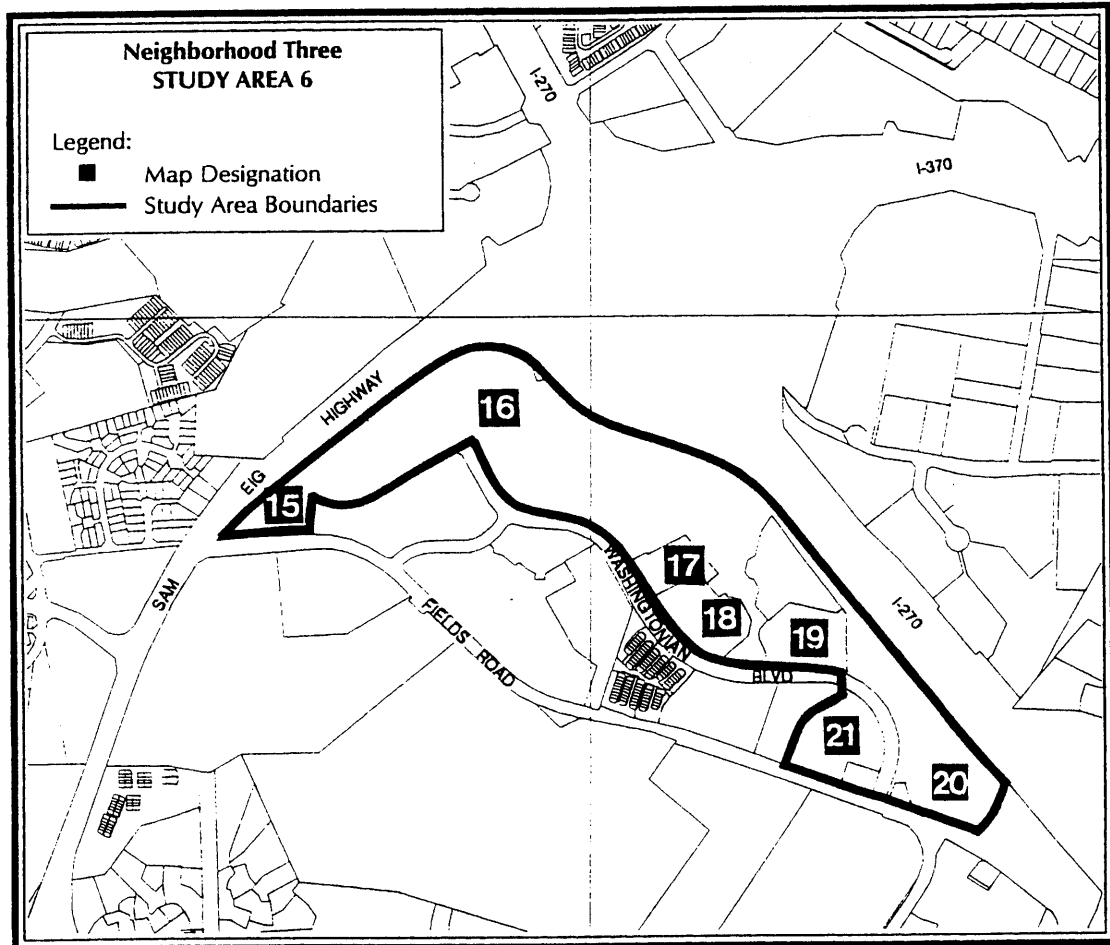 Neighborhood Three
STUDY AREA 6
Legend:
Map Designation
Study Area Boundaries
I-270
I-370
HIGHWAY
EIG
SAM
16
15
17
18
19
I-270
WASHINGTONIAN
BLVD
FIELDS ROAD
21
20